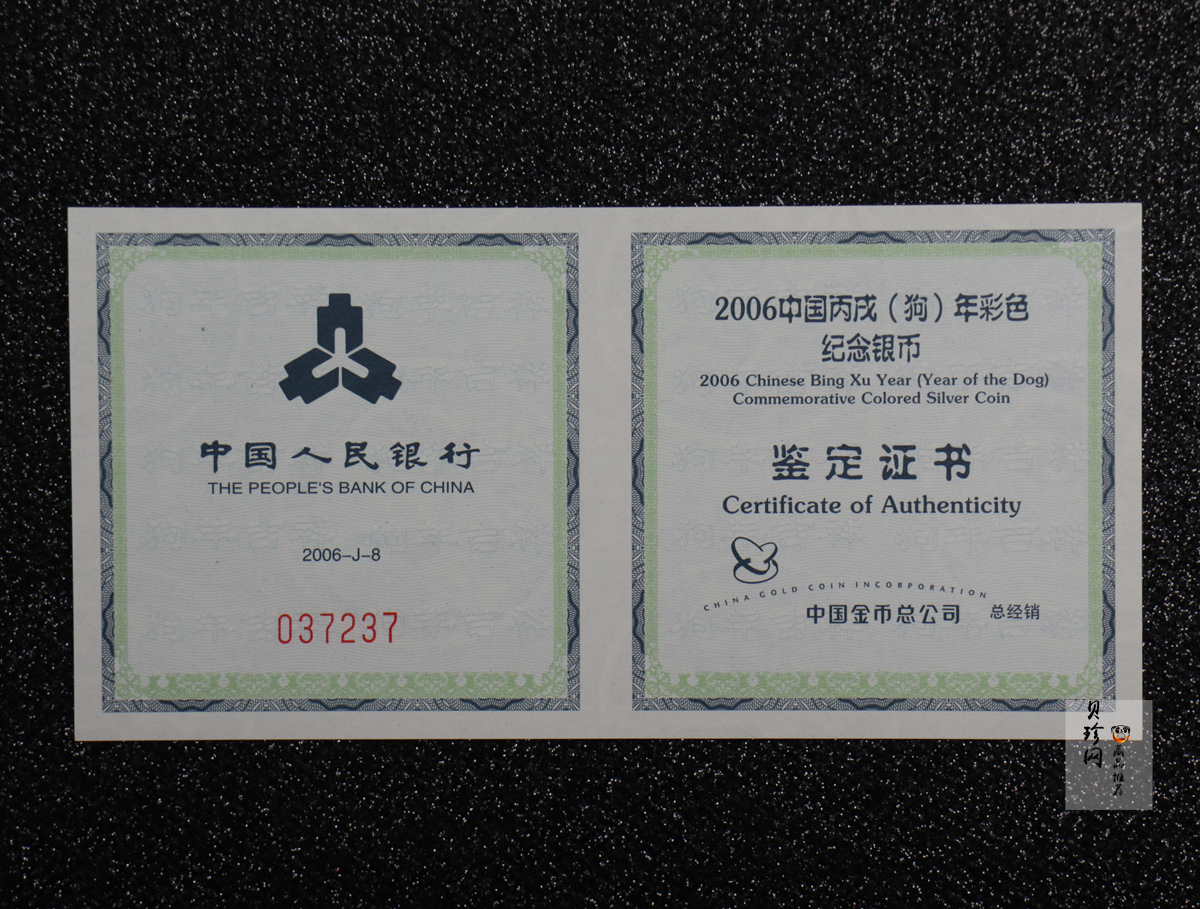 中国人民银行
THE PEOPLE'S BANK OF CHINA
2006-J-8
037237
2006中国丙戌（狗）年彩色
纪念银币
2006 Chinese Bing Xu Year (Year of the Dog)
Commemorative Colored Silver Coin
鉴定证书
Certificate of Authenticity
CHINA GOLD COIN INCORPORATION
中国金币总公司 总经销
贝珍网